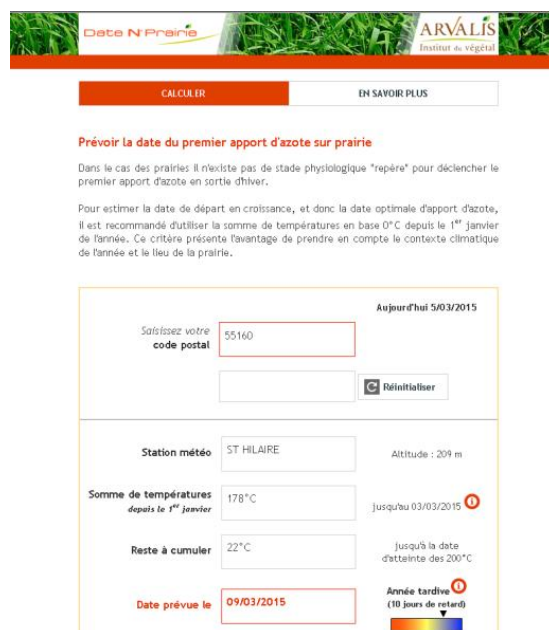 Date N'Prairie
ARVALIS
Institut du végétal
CALCULER
EN SAVOIR PLUS
Prévoir la date du premier apport d'azote sur prairie
Dans le cas des prairies il n'existe pas de stade physiologique "repère" pour déclencher le
premier apport d'azote en sortie d'hiver.
Pour estimer la date de départ en croissance, et donc la date optimale d'apport d'azote,
il est recommandé d'utiliser la somme de températures en base 0°C depuis le 1er janvier
de l'année. Ce critère présente l'avantage de prendre en compte le contexte climatique
de l'année et le lieu de la prairie.
Aujourd'hui 5/03/2015
Saisissez votre
code postal
55160
Réinitialiser
Station météo
ST HILAIRE
Altitude : 209 m
Somme de températures
depuis le 1er janvier
178°C
jusqu'au 03/03/2015
Reste à cumuler
22°C
jusqu'à la date
d'atteinte des 200°C
Date prévue le
09/03/2015
Année tardive
(10 jours de retard)